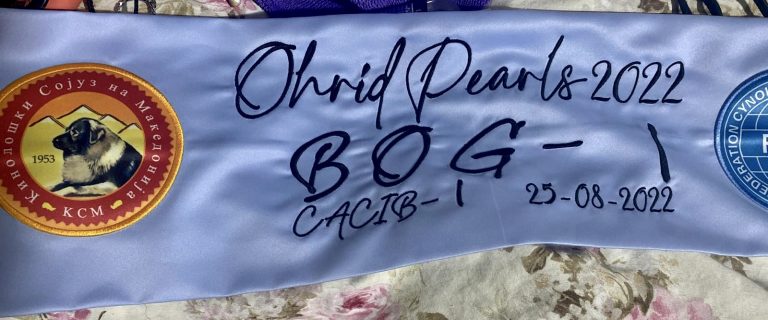 Ohrid Pearls 2022
BOG-1
CACIB-1 25-08-2022
Кинолошки Сојуз на Македонија
1953
КСМ